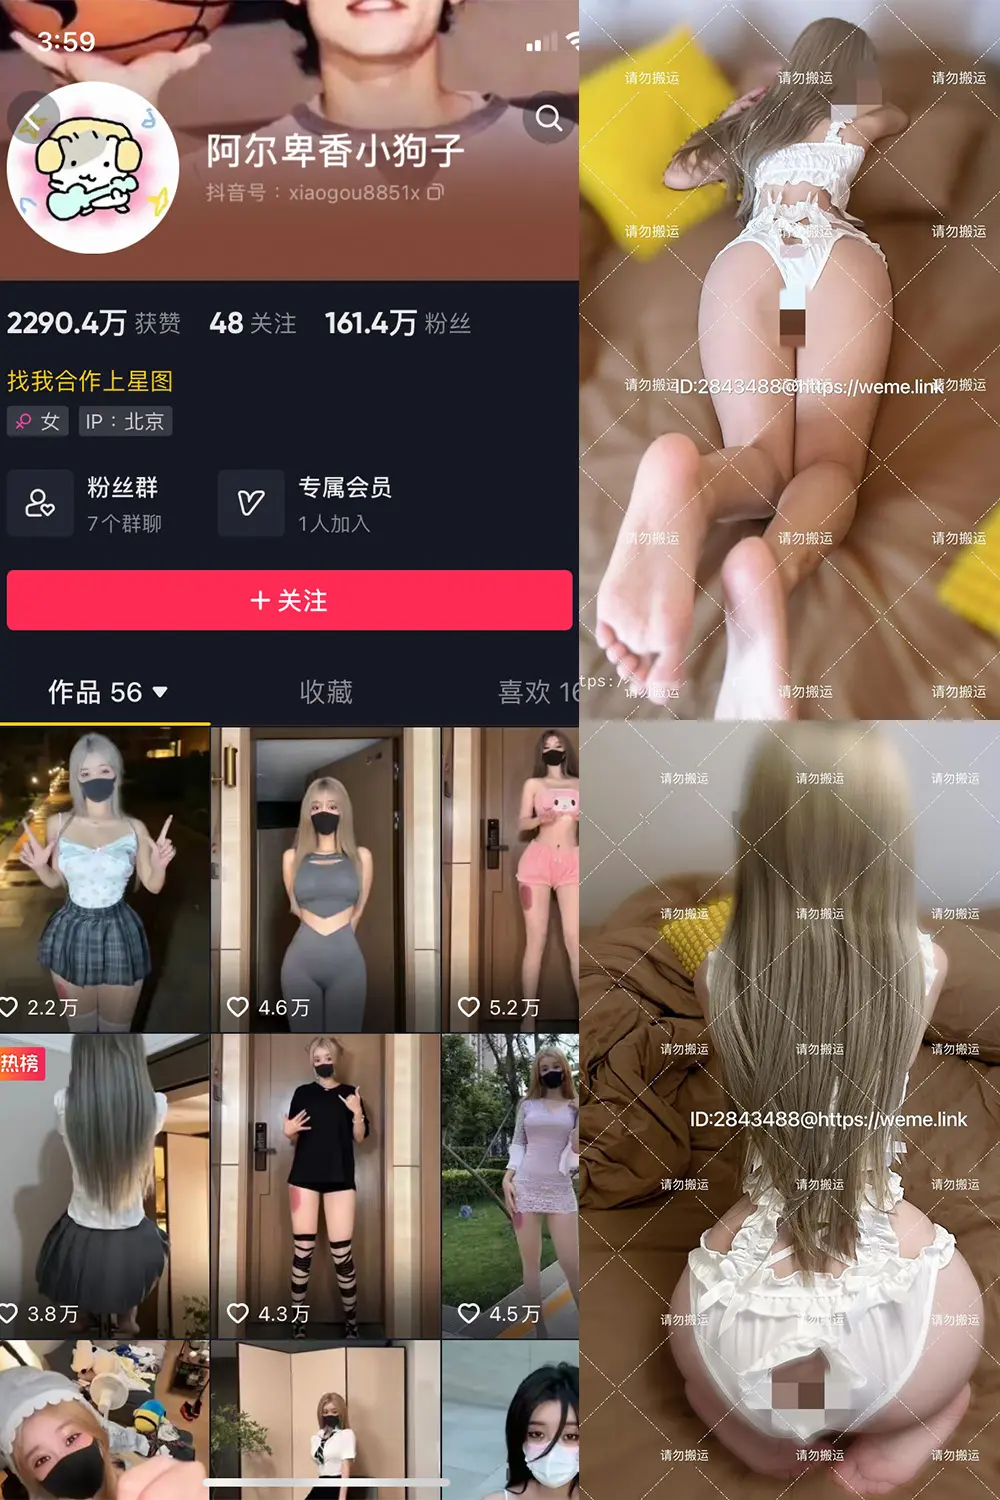 3:59
阿尔卑香小狗子
抖音号：xiaogou8851x
2290.4万 获赞 48 关注 161.4万 粉丝
找我合作上星图
女 IP：北京
粉丝群
7个群聊
专属会员
1人加入
+ 关注
作品 56 收藏 喜欢 16
2.2万 4.6万 5.2万
热榜
3.8万 4.3万 4.5万
请勿搬运 请勿搬运 请勿搬运
请勿搬运 请勿搬运 请勿搬运
请勿搬运 请勿搬运
ID:2843488@https://weme.link
请勿搬运 请勿搬运 请勿搬运
tps:/
请勿搬运 请勿搬运 请勿搬运
请勿搬运 请勿搬运 请勿搬运
请勿搬运 请勿搬运 请勿搬运
请勿搬运 请勿搬运 请勿搬运
ID:2843488@https://weme.link
请勿搬运 请勿搬运 请勿搬运
请勿搬运 请勿搬运
请勿搬运 请勿搬运 请勿搬运